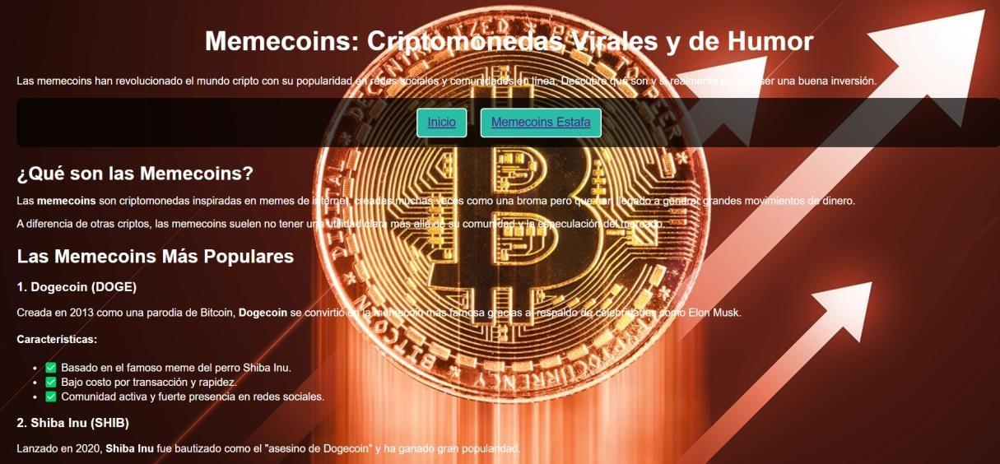 Memecoins: Criptomonedas Virales y de Humor
Las memecoins han revolucionado el mundo cripto con su popularidad en redes sociales y comunidades en línea. Descubre qué son y si realmente pueden ser una buena inversión.
Inicio
Memecoins Estafa
¿Qué son las Memecoins?
Las memecoins son criptomonedas inspiradas en memes de internet, creadas muchas veces como una broma pero que han llegado a generar grandes movimientos de dinero.
A diferencia de otras criptos, las memecoins suelen no tener una utilidad clara más allá de su comunidad y la especulación del mercado.
Las Memecoins Más Populares
1. Dogecoin (DOGE)
Creada en 2013 como una parodia de Bitcoin, Dogecoin se convirtió en la memecoin más famosa gracias al respaldo de celebridades como Elon Musk.
Características:
• ✅ Basado en el famoso meme del perro Shiba Inu.
• ✅ Bajo costo por transacción y rapidez.
• ✅ Comunidad activa y fuerte presencia en redes sociales.
2. Shiba Inu (SHIB)
Lanzado en 2020, Shiba Inu fue bautizado como el "asesino de Dogecoin" y ha ganado gran popularidad.
DIGITAL
DECENTRALIZED
PEER TO PEER
BITCOIN
CRYPTOCURRENCY